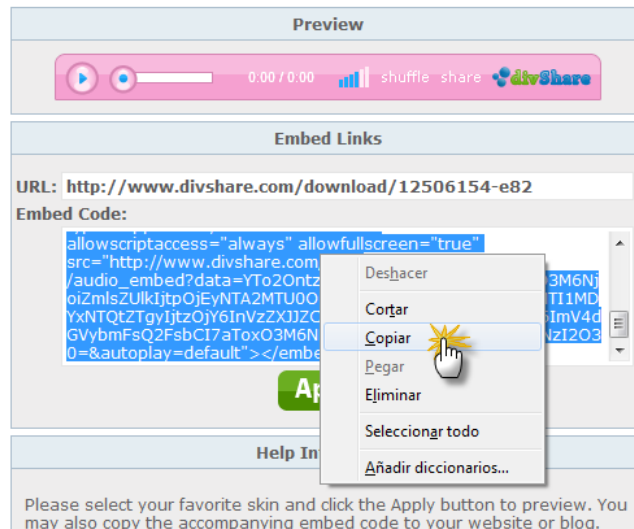 Preview
0:00 / 0:00 shuffle share divShare
Embed Links
URL: http://www.divshare.com/download/12506154-e82
Embed Code:
allowscriptaccess="always" allowfullscreen="true"
src="http://www.divshare.com
/audio_embed?data=YTo2Ontz
Deshacer
Cortar
Copiar
Pegar
Eliminar
Seleccionar todo
Añadir diccionarios...
0=&autoplay=default"></embe
Ap
Help In
Please select your favorite skin and click the Apply button to preview. You
may also copy the accompanying embed code to your website or blog.